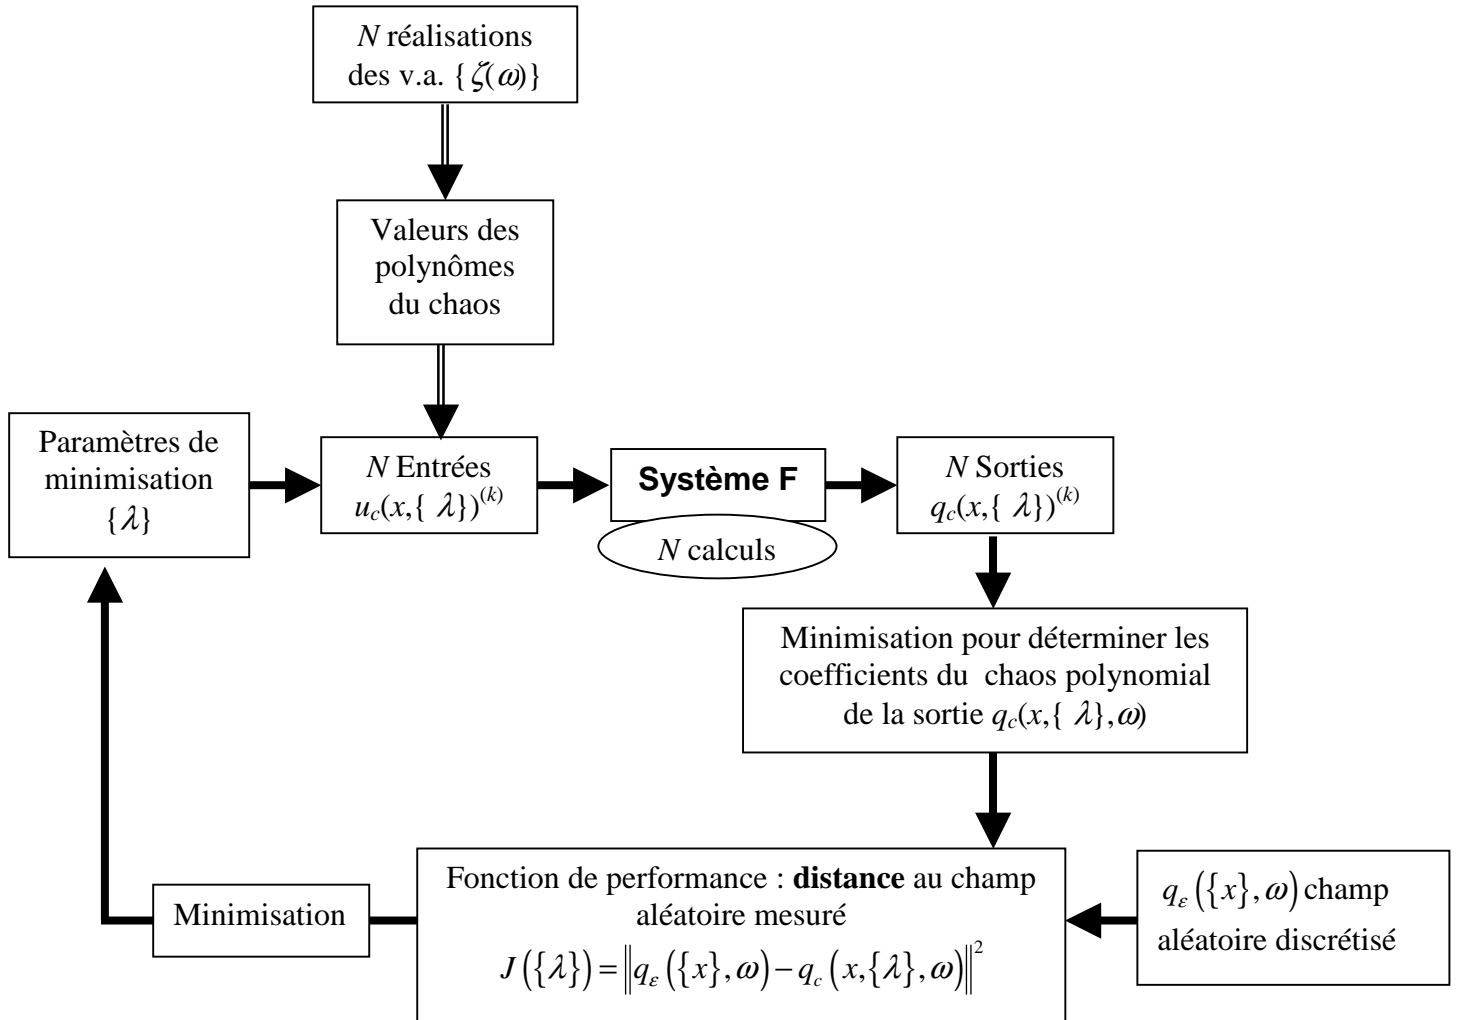 N réalisations
des v.a. {ζ(ω)}
Valeurs des
polynômes
du chaos
Paramètres de
minimisation
{λ}
N Entrées
u_c(x,{ λ})^(k)
Système F
N calculs
N Sorties
q_c(x,{ λ})^(k)
Minimisation pour déterminer les
coefficients du chaos polynomial
de la sortie q_c(x,{ λ},ω)
Fonction de performance : distance au champ
aléatoire mesuré
J({λ}) = ‖q_ε({x},ω) − q_c(x,{λ},ω)‖²
Minimisation
q_ε({x},ω) champ
aléatoire discrétisé